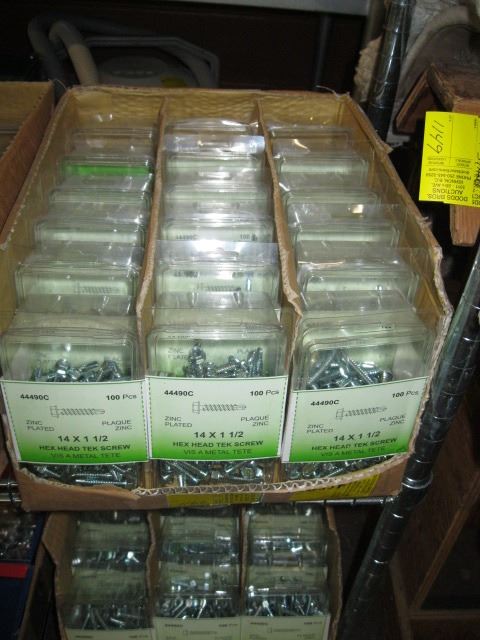 1149
DODDS BROS.
AUCTIONS
44490C 100 Pcs
ZINC PLATED PLAQUE ZINC
14 X 1 1/2
HEX HEAD TEK SCREW
VIS A METAL TETE
44490C 100 Pcs
ZINC PLATED PLAQUE ZINC
14 X 1 1/2
HEX HEAD TEK SCREW
VIS A METAL TETE
44490C 100 Pcs
ZINC PLATED PLAQUE ZINC
14 X 1 1/2
HEX HEAD TEK SCREW
VIS A METAL TETE
44490C